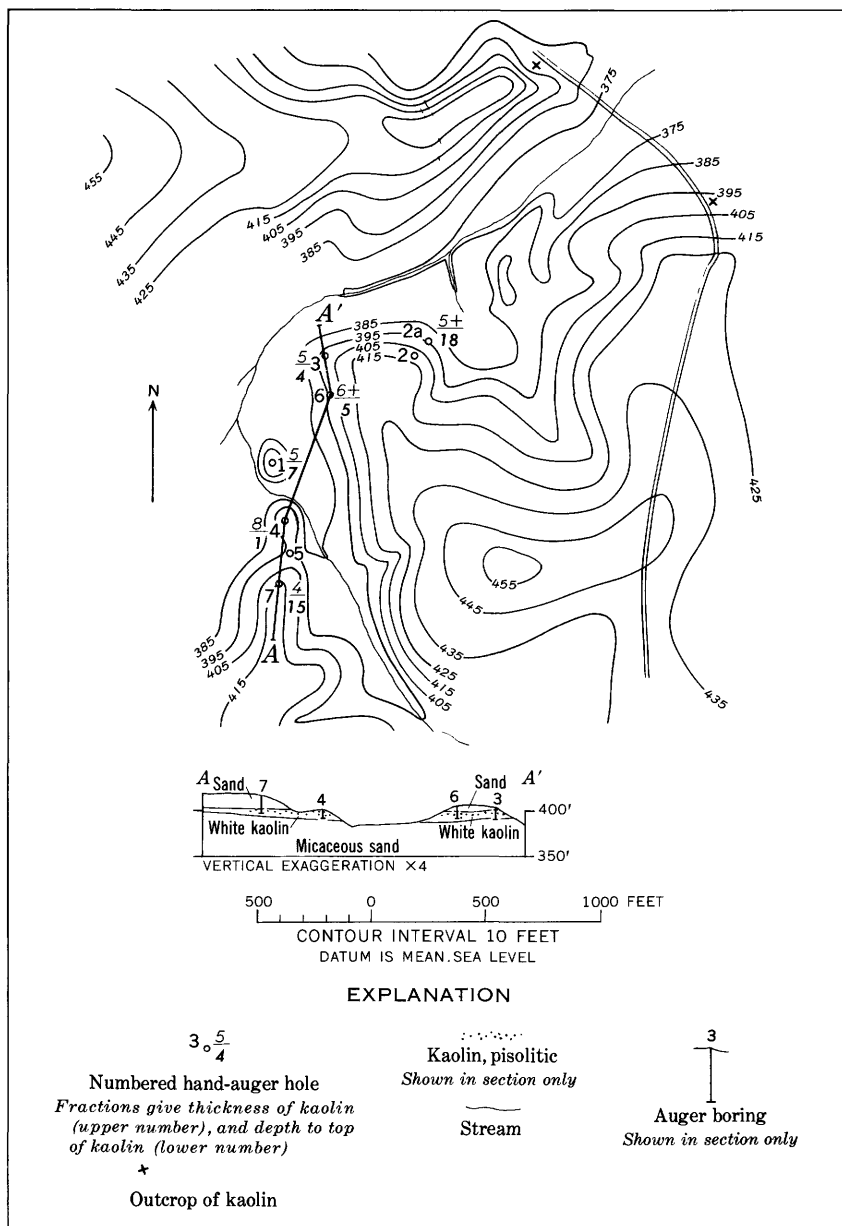 375
375
385
395
405
415
455
445
435
425
415
405
395
385
A'
385
395
405
415
2a
5+
18
2
5
4
3
6
6+
5
N
1
5
7
8
1
4
5
7
4
15
A
385
395
405
415
425
455
445
435
425
415
405
435
A Sand 7 4 6 Sand 3 A'
400'
White kaolin White kaolin
Micaceous sand
350'
VERTICAL EXAGGERATION ×4
500 0 500 1000 FEET
CONTOUR INTERVAL 10 FEET
DATUM IS MEAN.SEA LEVEL
EXPLANATION
3 5
4
Numbered hand-auger hole
Fractions give thickness of kaolin
(upper number), and depth to top
of kaolin (lower number)
Outcrop of kaolin
Kaolin, pisolitic
Shown in section only
Stream
3
Auger boring
Shown in section only